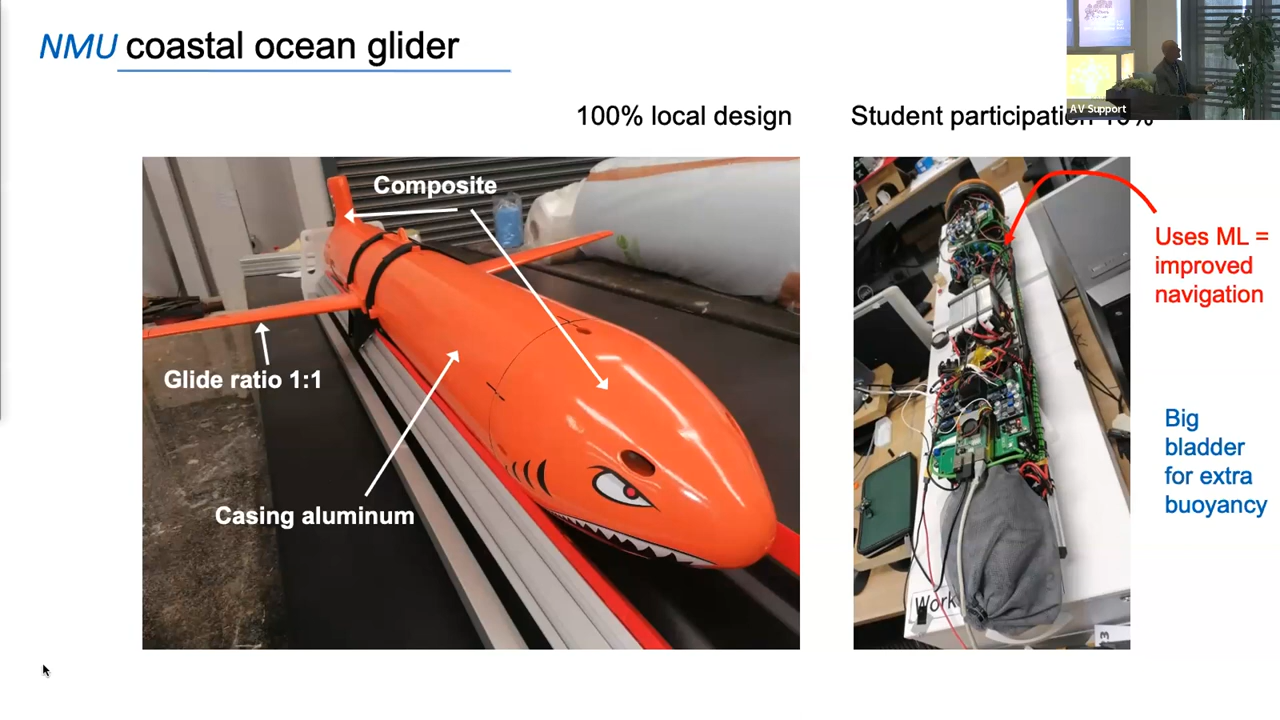 NMU coastal ocean glider
AV Support
100% local design
Student participation
Composite
Glide ratio 1:1
Casing aluminum
Uses ML =
improved
navigation
Big
bladder
for extra
buoyancy
Work